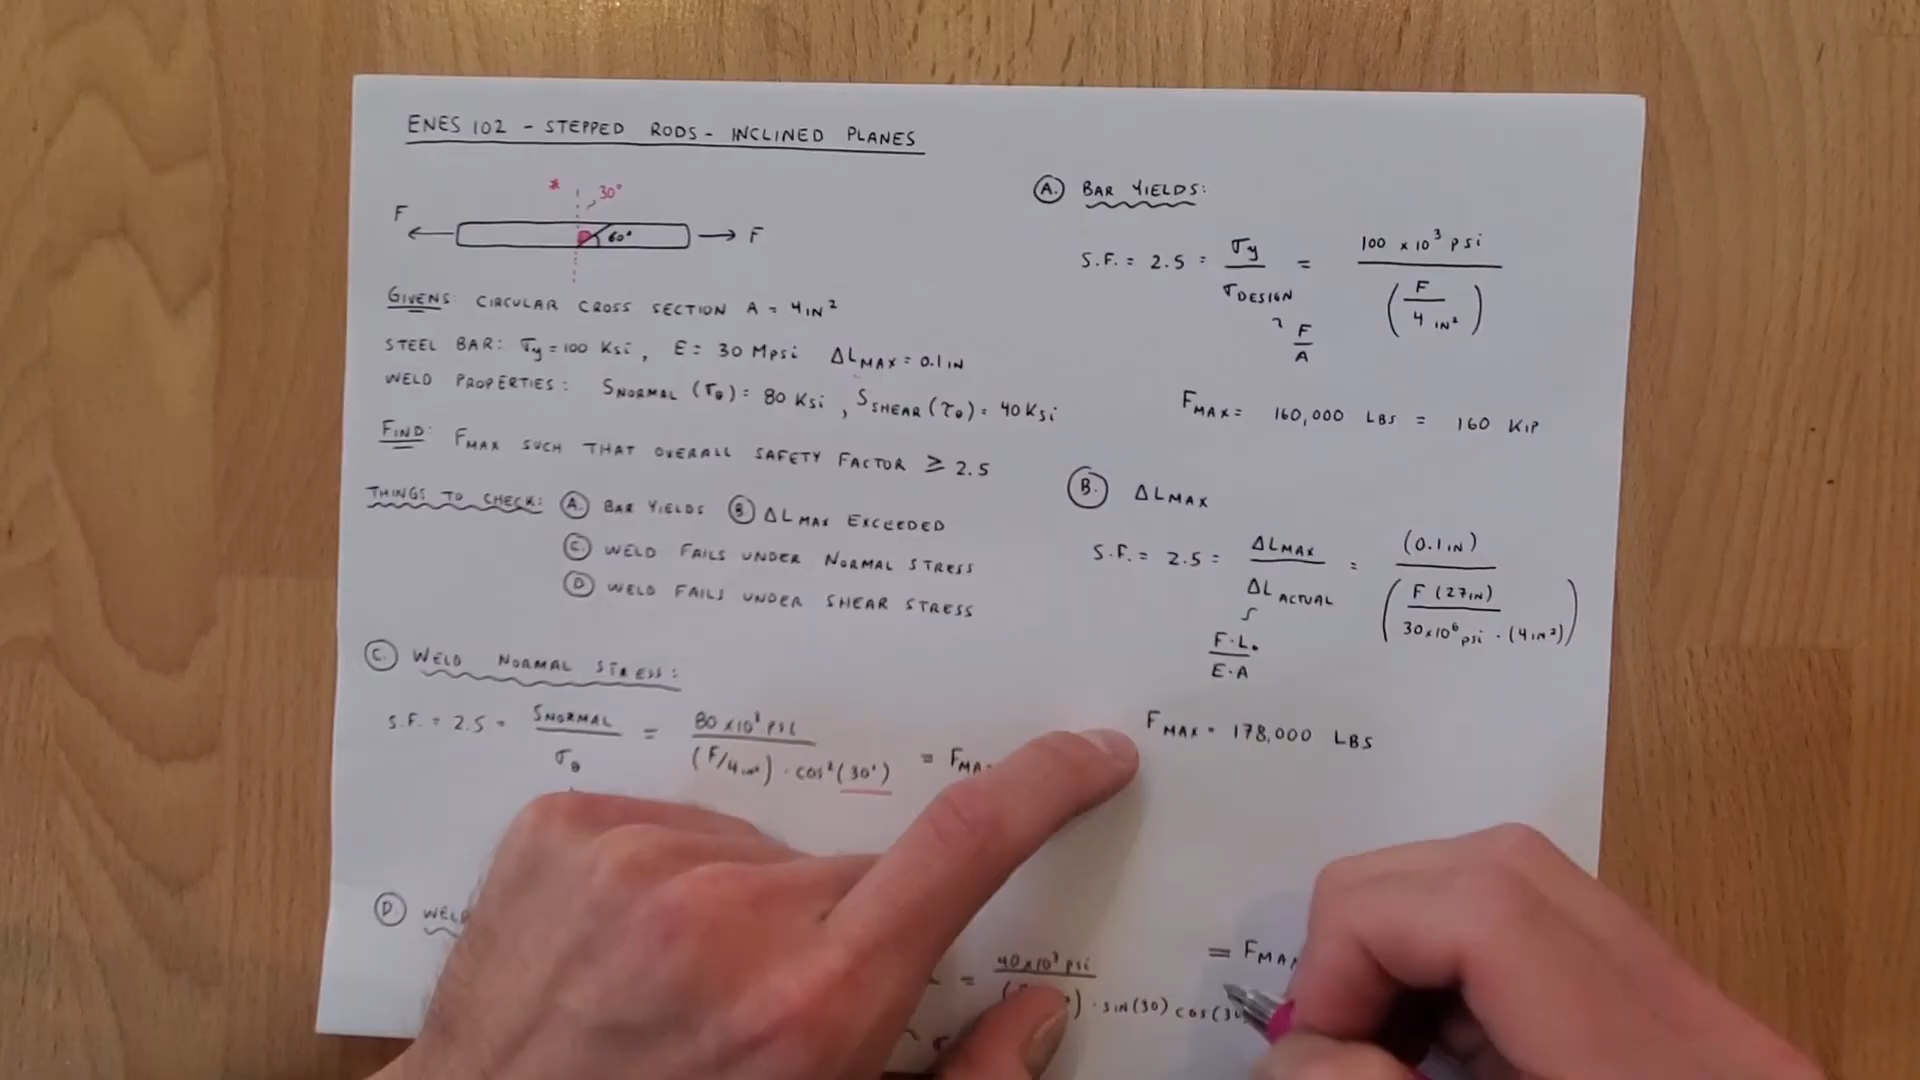 ENES 102 - STEPPED RODS - INCLINED PLANES
* 30°
F 60° F
GIVENS: CIRCULAR CROSS SECTION A = 4 IN²
STEEL BAR: σy = 100 Ksi, E = 30 Mpsi ΔLMAX = 0.1 IN
WELD PROPERTIES: SNORMAL (σθ) = 80 Ksi, SSHEAR (τθ) = 40 Ksi
FIND: FMAX SUCH THAT OVERALL SAFETY FACTOR ≥ 2.5
THINGS TO CHECK: A. BAR YIELDS B. ΔLMAX EXCEEDED
C. WELD FAILS UNDER NORMAL STRESS
D. WELD FAILS UNDER SHEAR STRESS
C. WELD NORMAL STRESS:
S.F. = 2.5 = SNORMAL / σθ = 80 x10³ psi / (F/4 in²) · cos² (30°) = FMA
D. WELD
= 40x10³ psi / ) · sin(30) cos(30
= FMAX
A. BAR YIELDS:
S.F. = 2.5 = σy / σDESIGN = 100 x10³ psi / (F / 4 IN²)
F / A
FMAX = 160,000 LBS = 160 KIP
B. ΔLMAX
S.F. = 2.5 = ΔLMAX / ΔL ACTUAL = (0.1 IN) / (F (27IN) / 30x10⁶ psi · (4 IN²))
F·L. / E·A
FMAX = 178,000 LBS